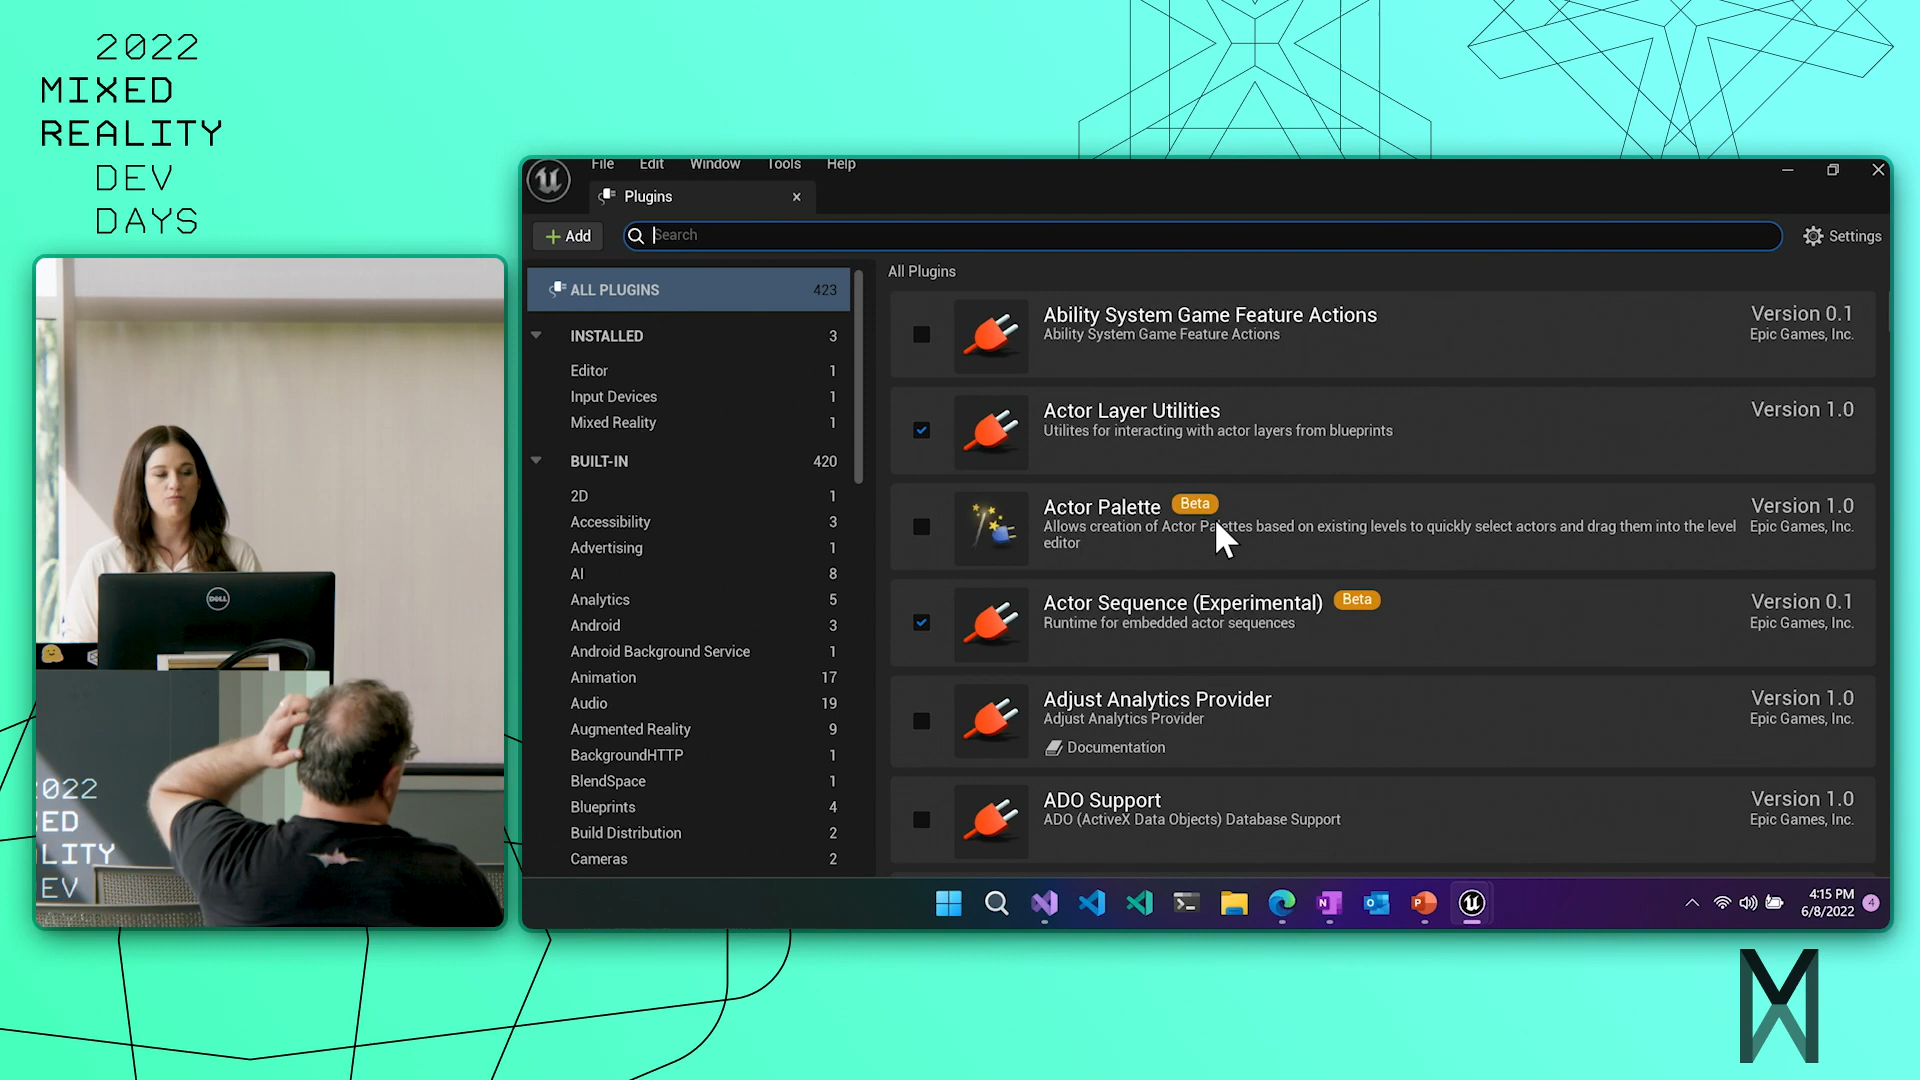 2022
MIXED
REALITY
DEV
DAYS
File Edit Window Tools Help
Plugins
Add
Search
Settings
ALL PLUGINS 423
INSTALLED 3
Editor 1
Input Devices 1
Mixed Reality 1
BUILT-IN 420
2D 1
Accessibility 3
Advertising 1
AI 8
Analytics 5
Android 3
Android Background Service 1
Animation 17
Audio 19
Augmented Reality 9
BackgroundHTTP 1
BlendSpace 1
Blueprints 4
Build Distribution 2
Cameras 2
All Plugins
Ability System Game Feature Actions
Ability System Game Feature Actions
Version 0.1
Epic Games, Inc.
Actor Layer Utilities
Utilites for interacting with actor layers from blueprints
Version 1.0
Actor Palette Beta
Allows creation of Actor Palettes based on existing levels to quickly select actors and drag them into the level
editor
Version 1.0
Epic Games, Inc.
Actor Sequence (Experimental) Beta
Runtime for embedded actor sequences
Version 0.1
Epic Games, Inc.
Adjust Analytics Provider
Adjust Analytics Provider
Documentation
Version 1.0
Epic Games, Inc.
ADO Support
ADO (ActiveX Data Objects) Database Support
Version 1.0
Epic Games, Inc.
4:15 PM
6/8/2022
4
DELL
022
ED
LITY
EV